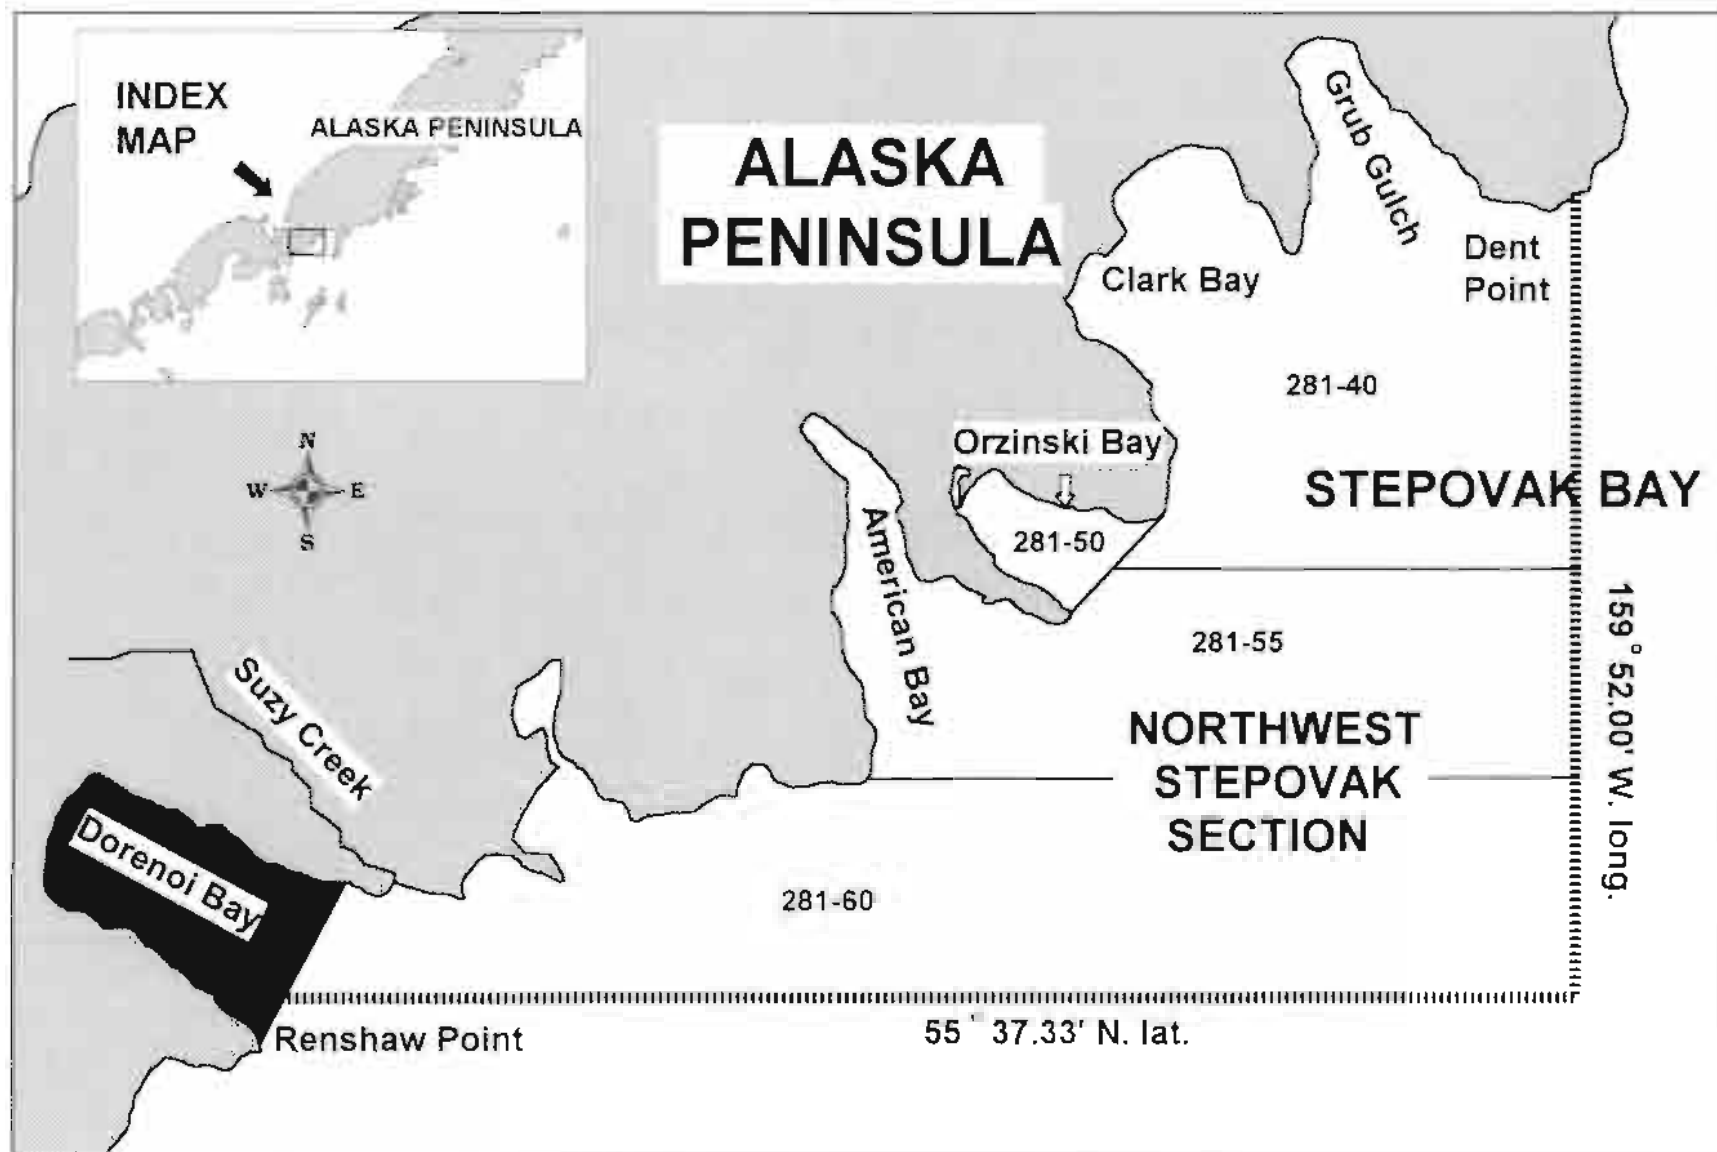 INDEX
MAP
ALASKA PENINSULA
ALASKA
PENINSULA
Grub Gulch
Clark Bay
Dent
Point
281-40
N
W E
S
Orzinski Bay
STEPOVAK BAY
281-50
American Bay
281-55
159° 52.00' W. long.
Suzy Creek
NORTHWEST
STEPOVAK
SECTION
Dorenoi Bay
281-60
Renshaw Point
55° 37.33' N. lat.